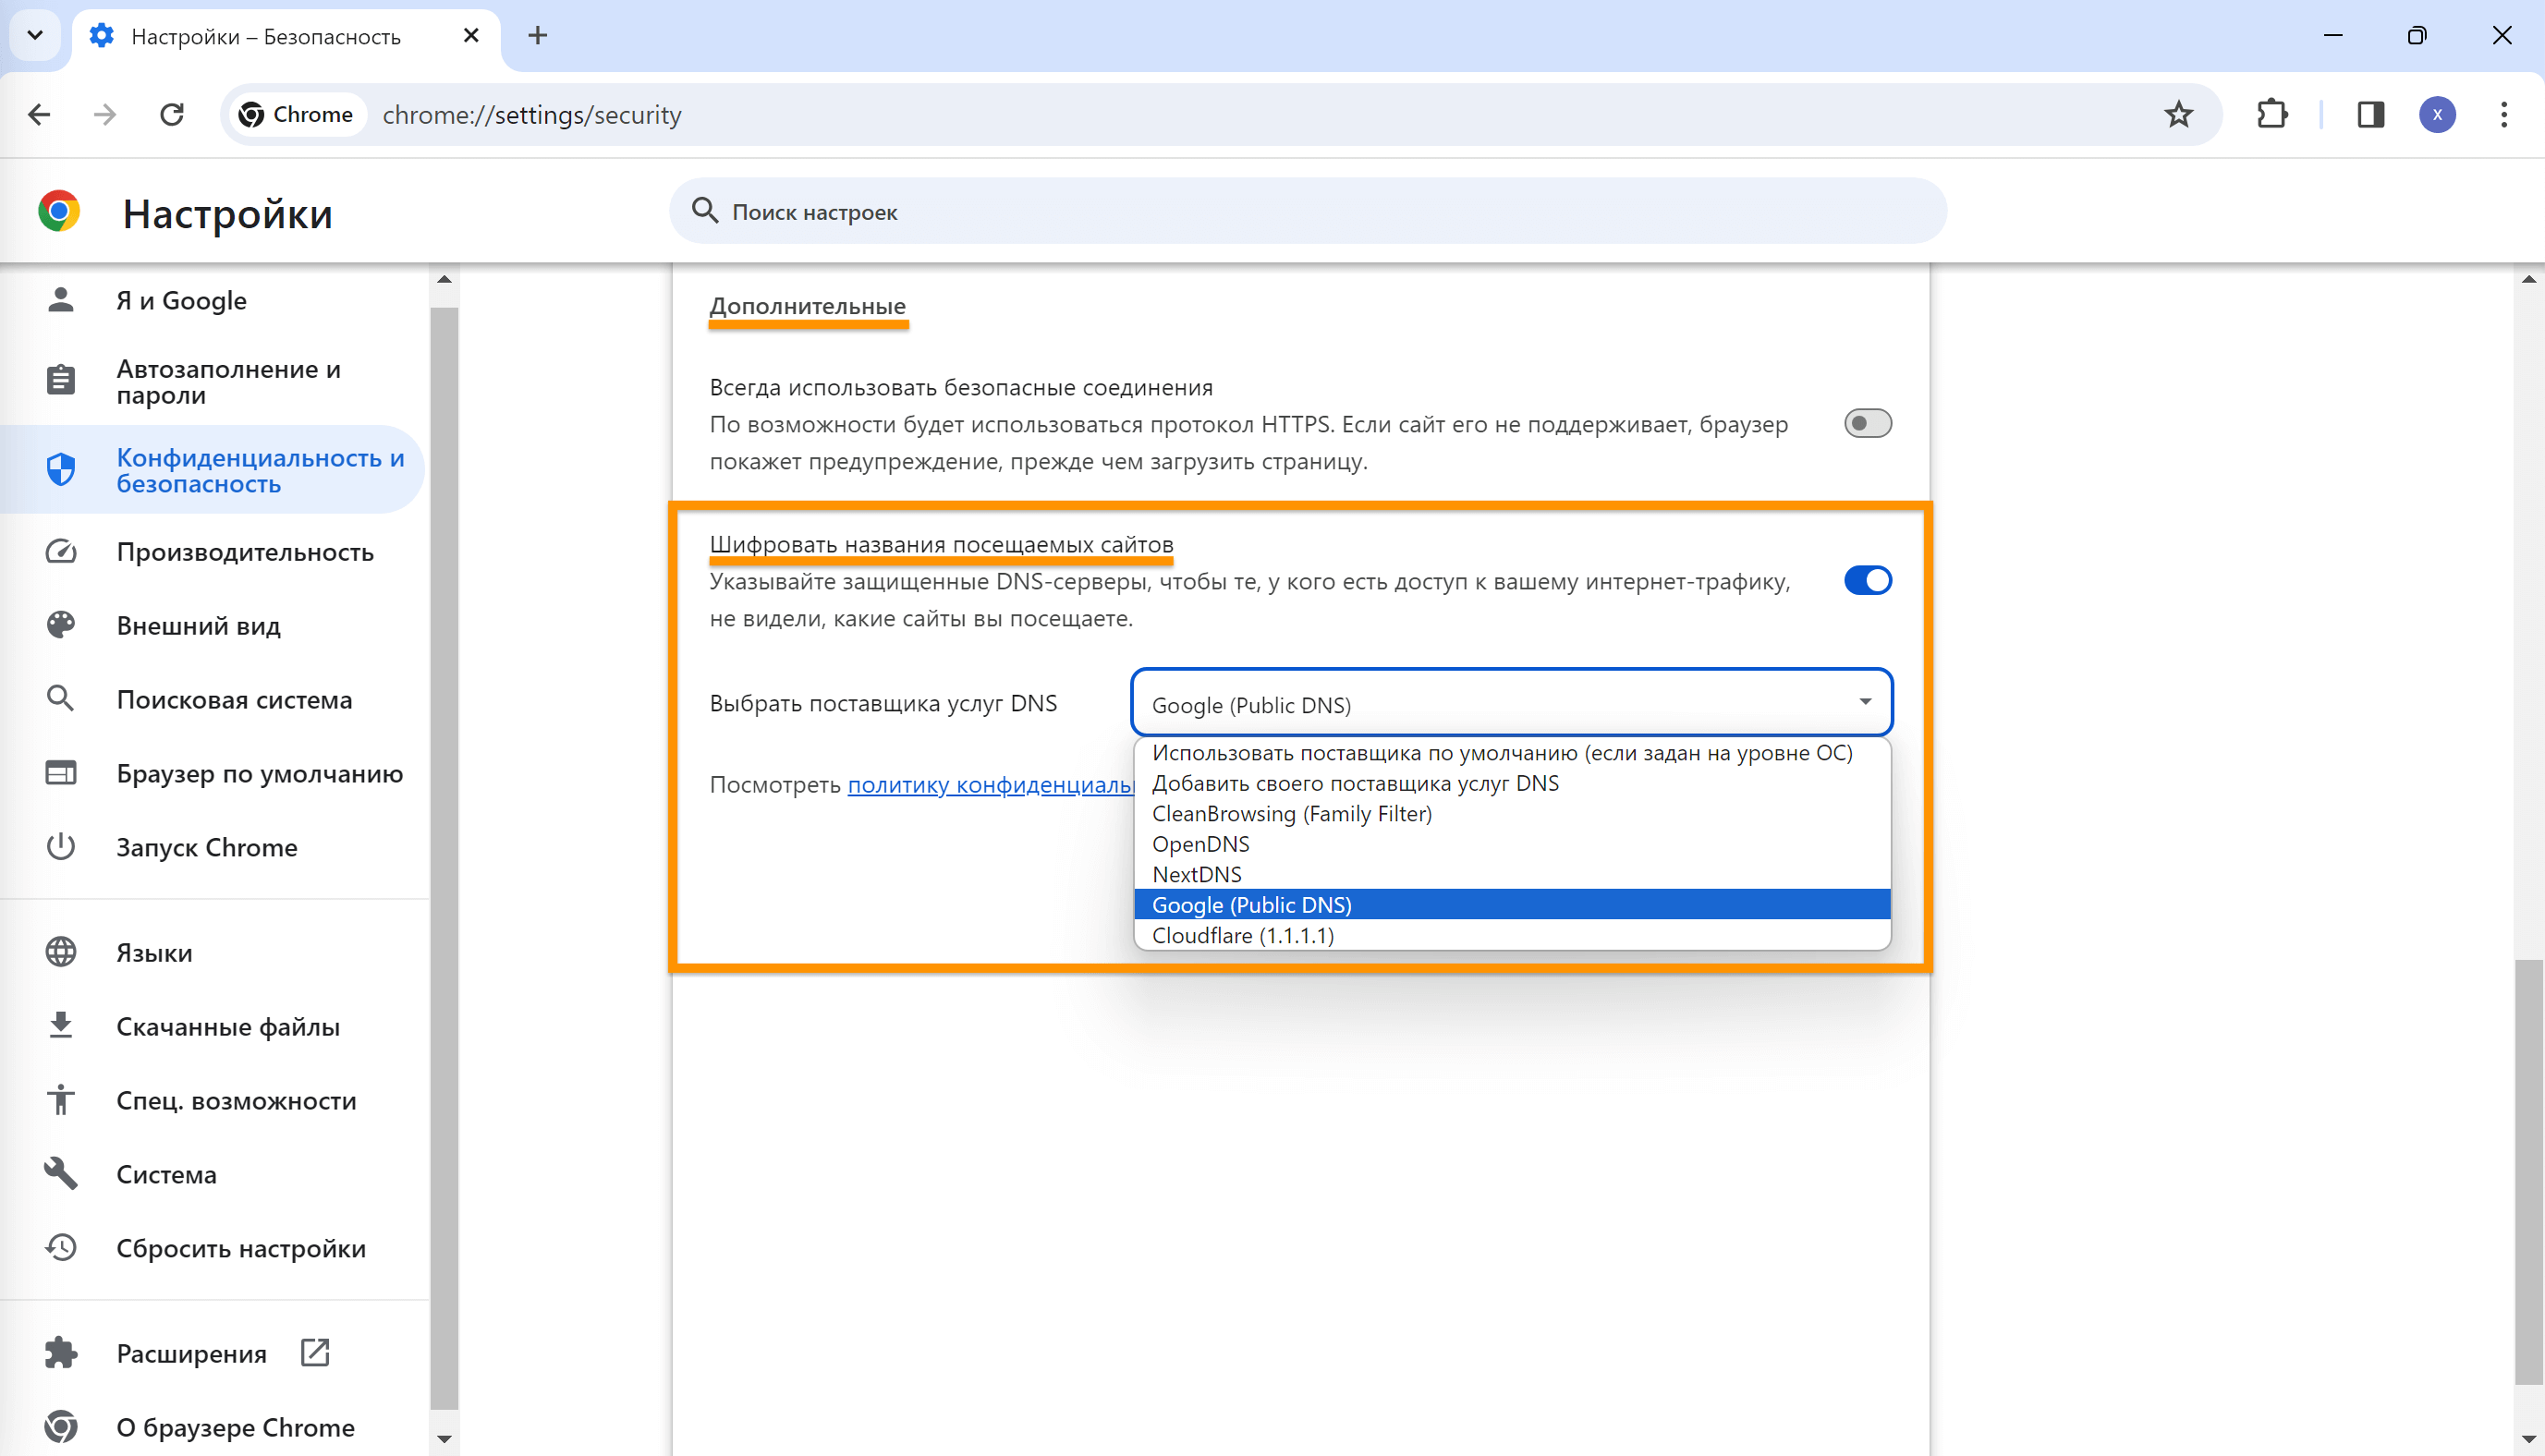 Настройки – Безопасность
Chrome
chrome://settings/security
x
Настройки
Поиск настроек
Я и Google
Автозаполнение и
пароли
Конфиденциальность и
безопасность
Производительность
Внешний вид
Поисковая система
Браузер по умолчанию
Запуск Chrome
Языки
Скачанные файлы
Спец. возможности
Система
Сбросить настройки
Расширения
О браузере Chrome
Дополнительные
Всегда использовать безопасные соединения
По возможности будет использоваться протокол HTTPS. Если сайт его не поддерживает, браузер
покажет предупреждение, прежде чем загрузить страницу.
Шифровать названия посещаемых сайтов
Указывайте защищенные DNS-серверы, чтобы те, у кого есть доступ к вашему интернет-трафику,
не видели, какие сайты вы посещаете.
Выбрать поставщика услуг DNS
Google (Public DNS)
Посмотреть политику конфиденциаль
Использовать поставщика по умолчанию (если задан на уровне ОС)
Добавить своего поставщика услуг DNS
CleanBrowsing (Family Filter)
OpenDNS
NextDNS
Google (Public DNS)
Cloudflare (1.1.1.1)